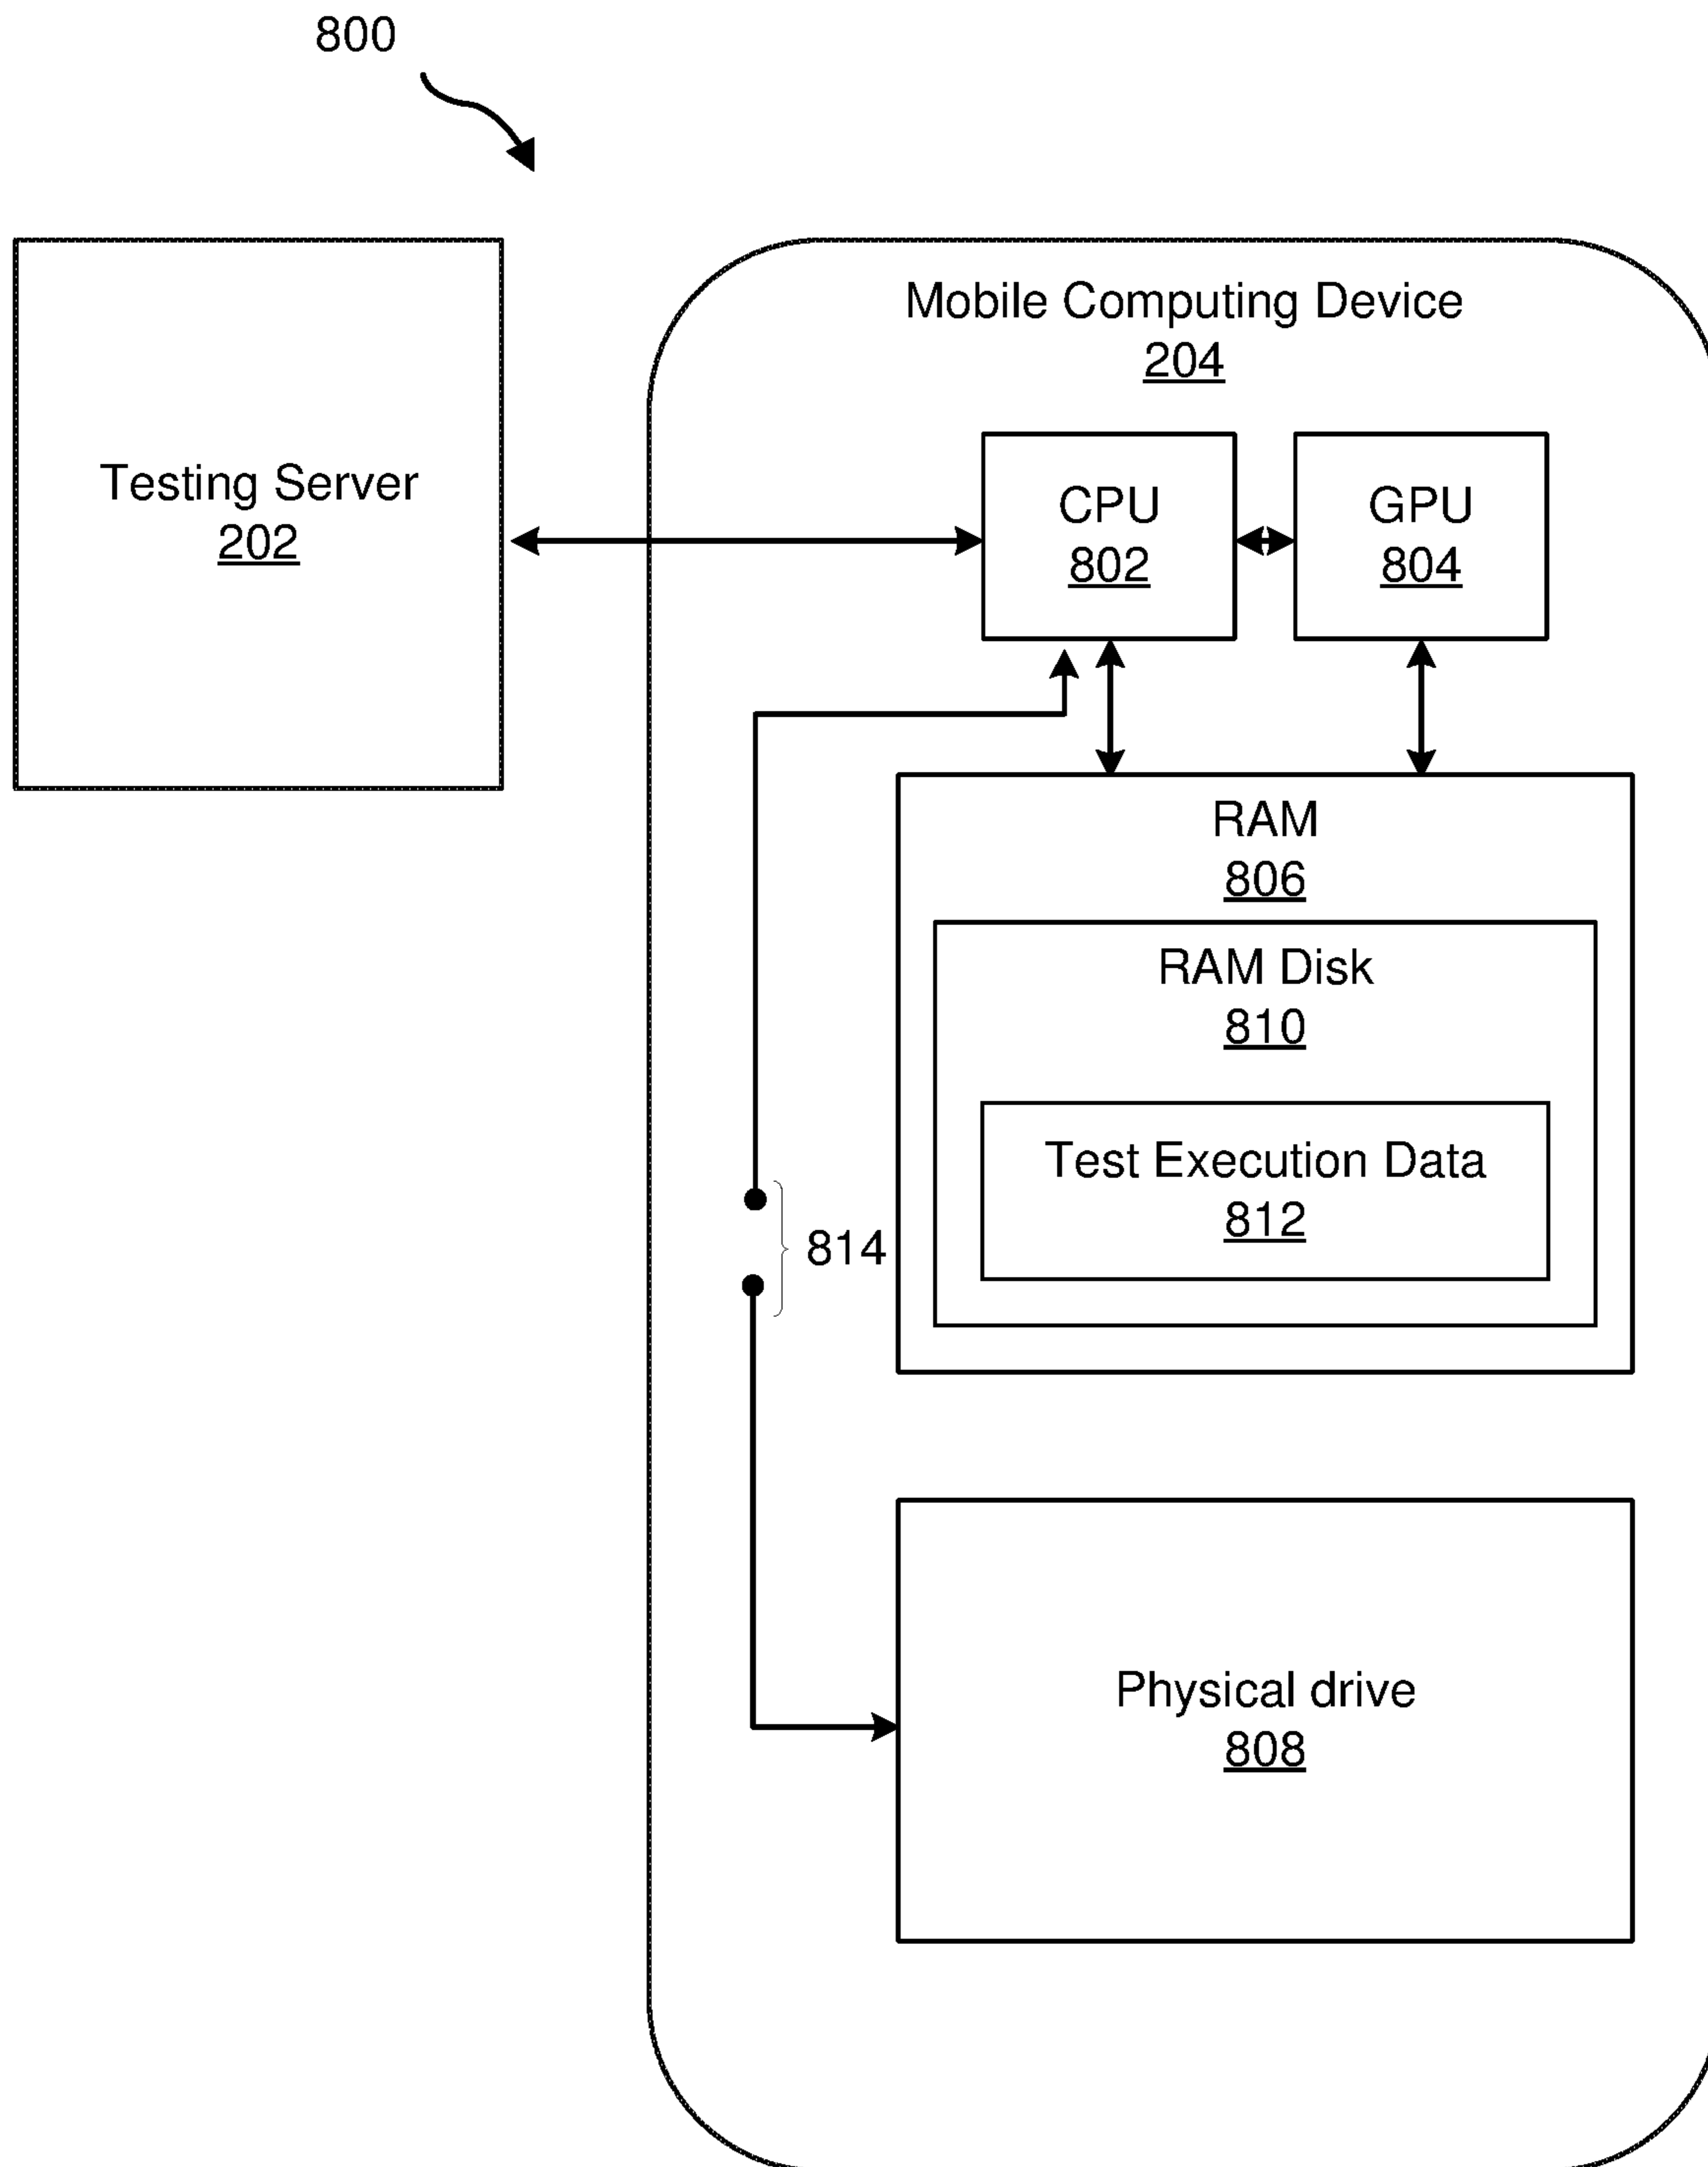 800
Mobile Computing Device
204
Testing Server
202
CPU
802
GPU
804
RAM
806
RAM Disk
810
Test Execution Data
812
814
Physical drive
808